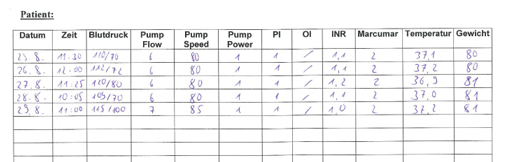 Patient:
Datum Zeit Blutdruck Pump Flow Pump Speed Pump Power PI OI INR Marcumar Temperatur Gewicht
25.8. 11:30 110/70 6 80 1 1 / 1,1 2 37,1 80
26.8. 12:00 112/72 6 80 1 1 / 1,1 2 37,2 80
27.8. 11:25 120/80 6 80 1 1 / 1,2 2 36,9 81
28.8. 10:05 109/70 6 80 1 1 / 1,1 2 37,0 81
29.8. 11:00 115/100 7 85 1 1 / 1,0 2 37,2 81